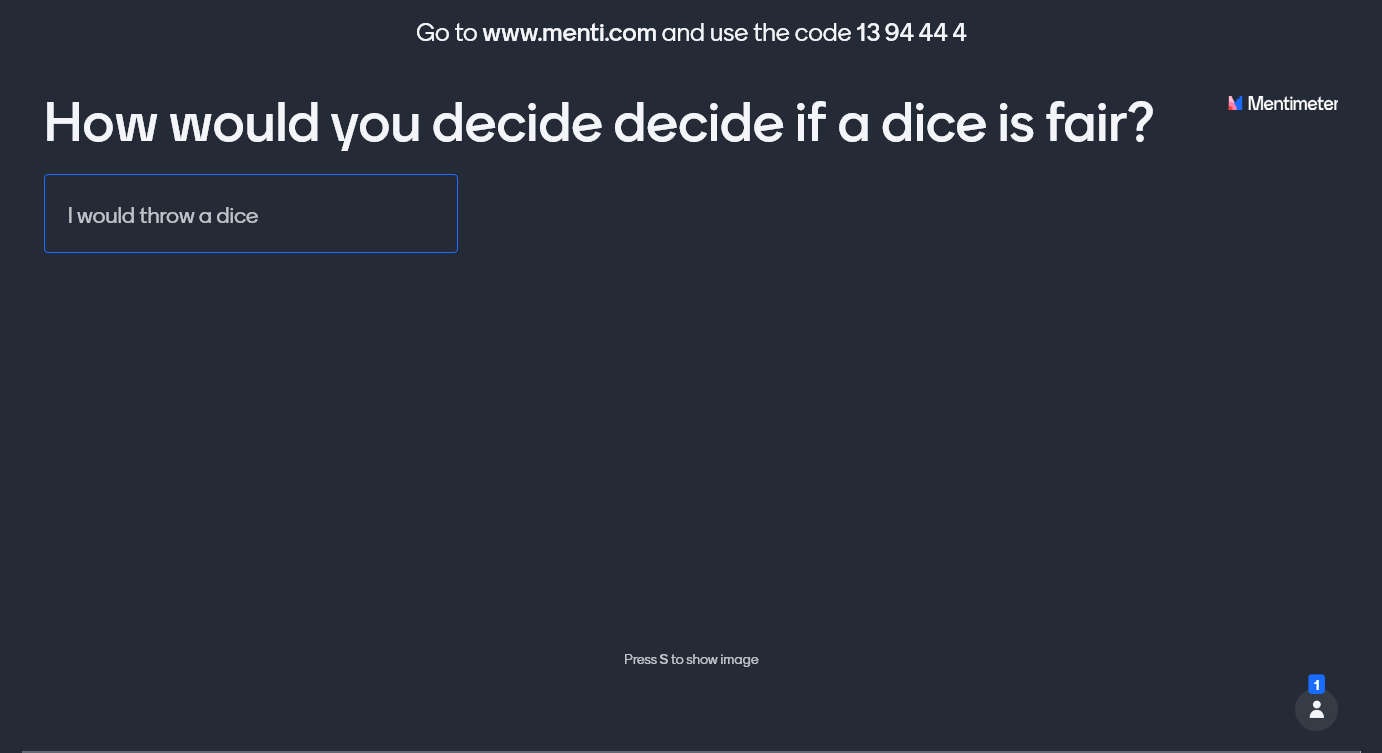 Go to www.menti.com and use the code 13 94 44 4
How would you decide decide if a dice is fair?
Mentimeter
I would throw a dice
Press S to show image
1